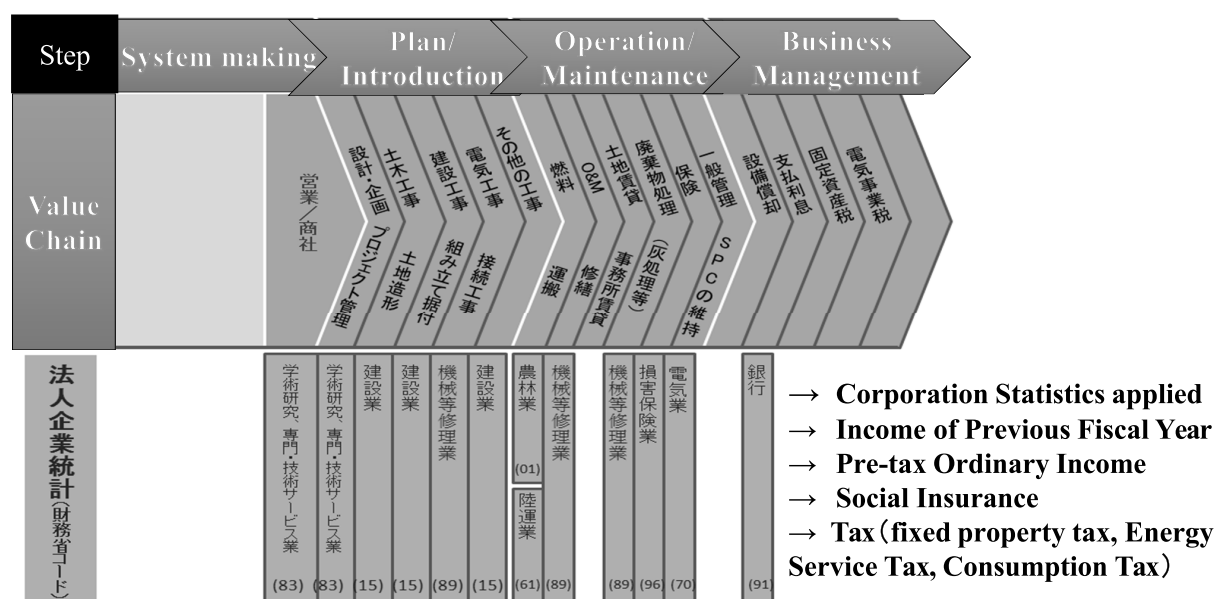 Step
System making
Plan/
Introduction
Operation/
Maintenance
Business
Management
Value
Chain
営業／商社
設計・企画
プロジェクト管理
土木工事
土地造形
建設工事
組み立て据付
電気工事
接続工事
その他の工事
燃料
運搬
O&M
修繕
土地賃貸
事務所賃貸
廃棄物処理
(灰処理等)
保険
一般管理
SPCの維持
設備償却
支払利息
固定資産税
電気事業税
法人企業統計(財務省コード)
学術研究、専門・技術サービス業
(83)
学術研究、専門・技術サービス業
(83)
建設業
(15)
建設業
(15)
機械等修理業
(89)
建設業
(15)
農林業
(01)
陸運業
(61)
機械等修理業
(89)
機械等修理業
(89)
損害保険業
(96)
電気業
(70)
銀行
(91)
→ Corporation Statistics applied
→ Income of Previous Fiscal Year
→ Pre-tax Ordinary Income
→ Social Insurance
→ Tax（fixed property tax, Energy
Service Tax, Consumption Tax）